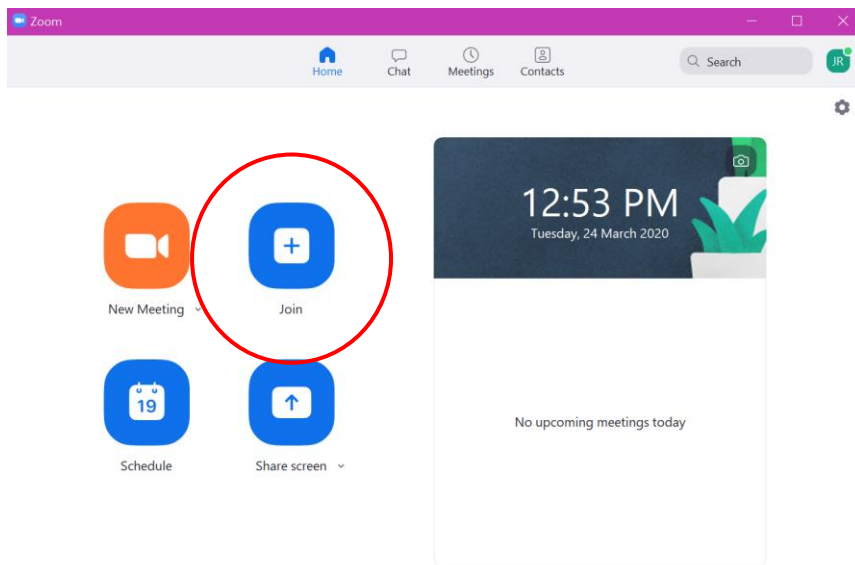 Zoom
Home
Chat
Meetings
Contacts
Search
JR
12:53 PM
Tuesday, 24 March 2020
New Meeting
Join
19
Schedule
Share screen
No upcoming meetings today